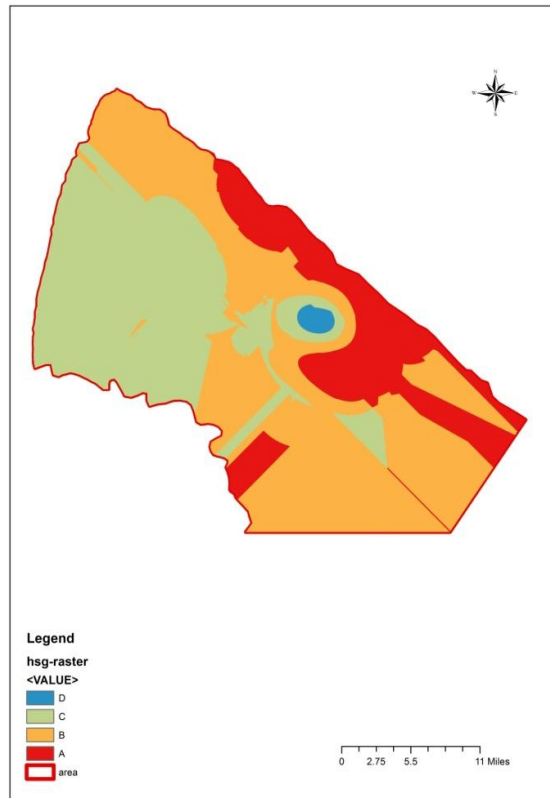 N
W E
S
Legend
hsg-raster
<VALUE>
D
C
B
A
area
0 2.75 5.5 11 Miles